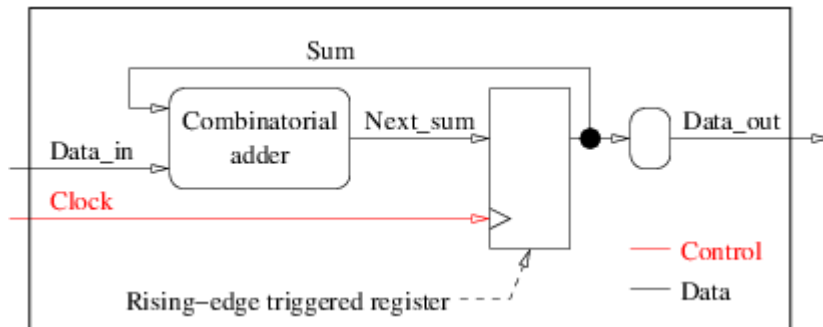 Sum
Combinatorial
adder
Next_sum
Data_out
Data_in
Clock
Control
Data
Rising-edge triggered register